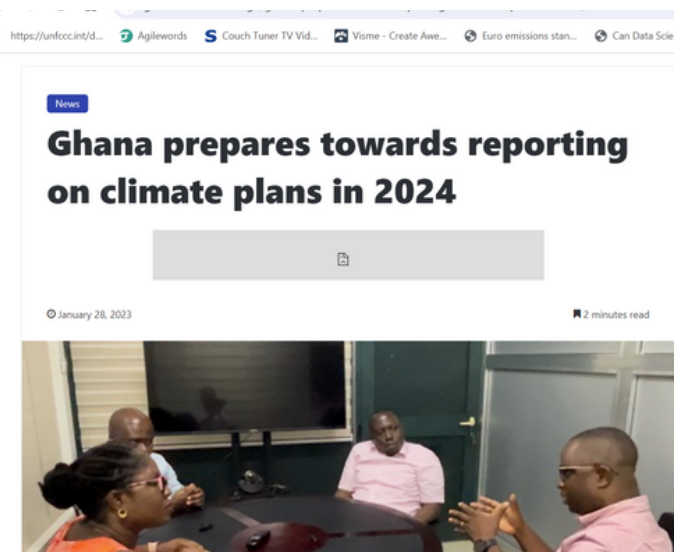 https://unfccc.int/d... Agilewords Couch Tuner TV Vid... Visme - Create Awe... Euro emissions stan... Can Data Scie
News
Ghana prepares towards reporting
on climate plans in 2024
January 28, 2023 2 minutes read